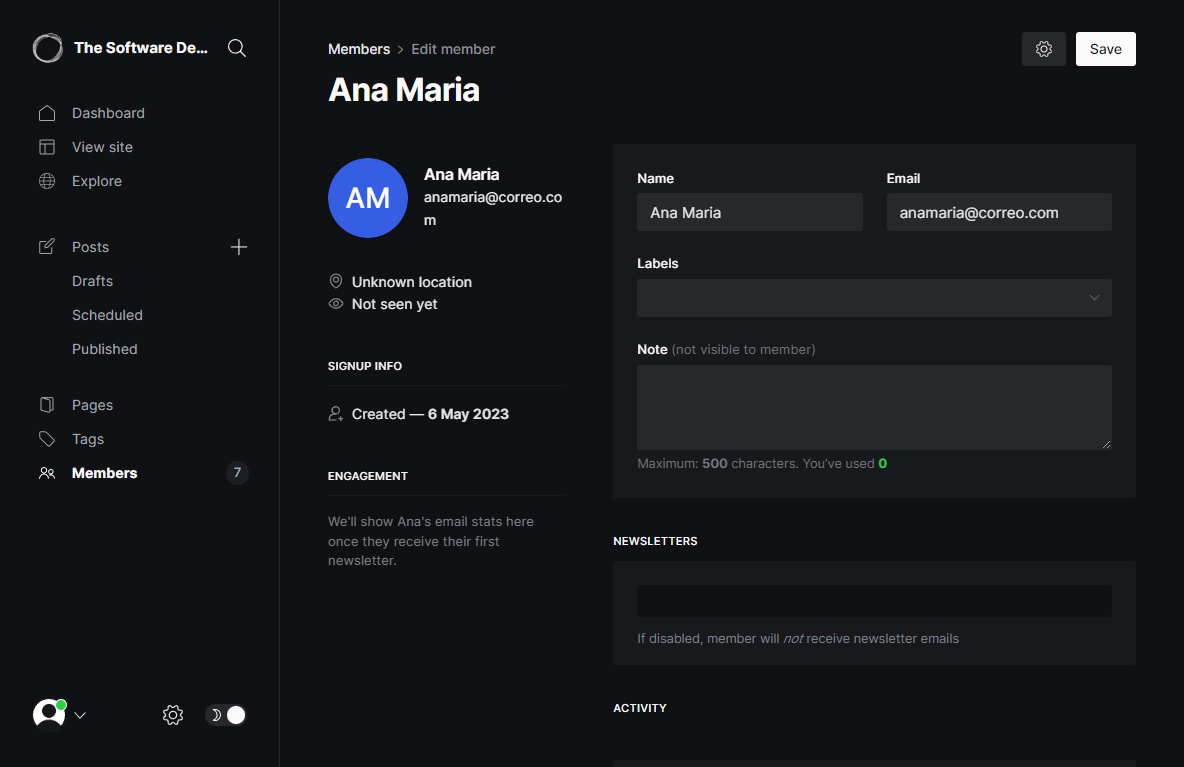 The Software De...
Dashboard
View site
Explore
Posts
Drafts
Scheduled
Published
Pages
Tags
Members 7
Members > Edit member
Save
Ana Maria
AM
Ana Maria
anamaria@correo.co
m
Unknown location
Not seen yet
SIGNUP INFO
Created — 6 May 2023
ENGAGEMENT
We'll show Ana's email stats here
once they receive their first
newsletter.
Name
Ana Maria
Email
anamaria@correo.com
Labels
Note (not visible to member)
Maximum: 500 characters. You've used 0
NEWSLETTERS
If disabled, member will not receive newsletter emails
ACTIVITY